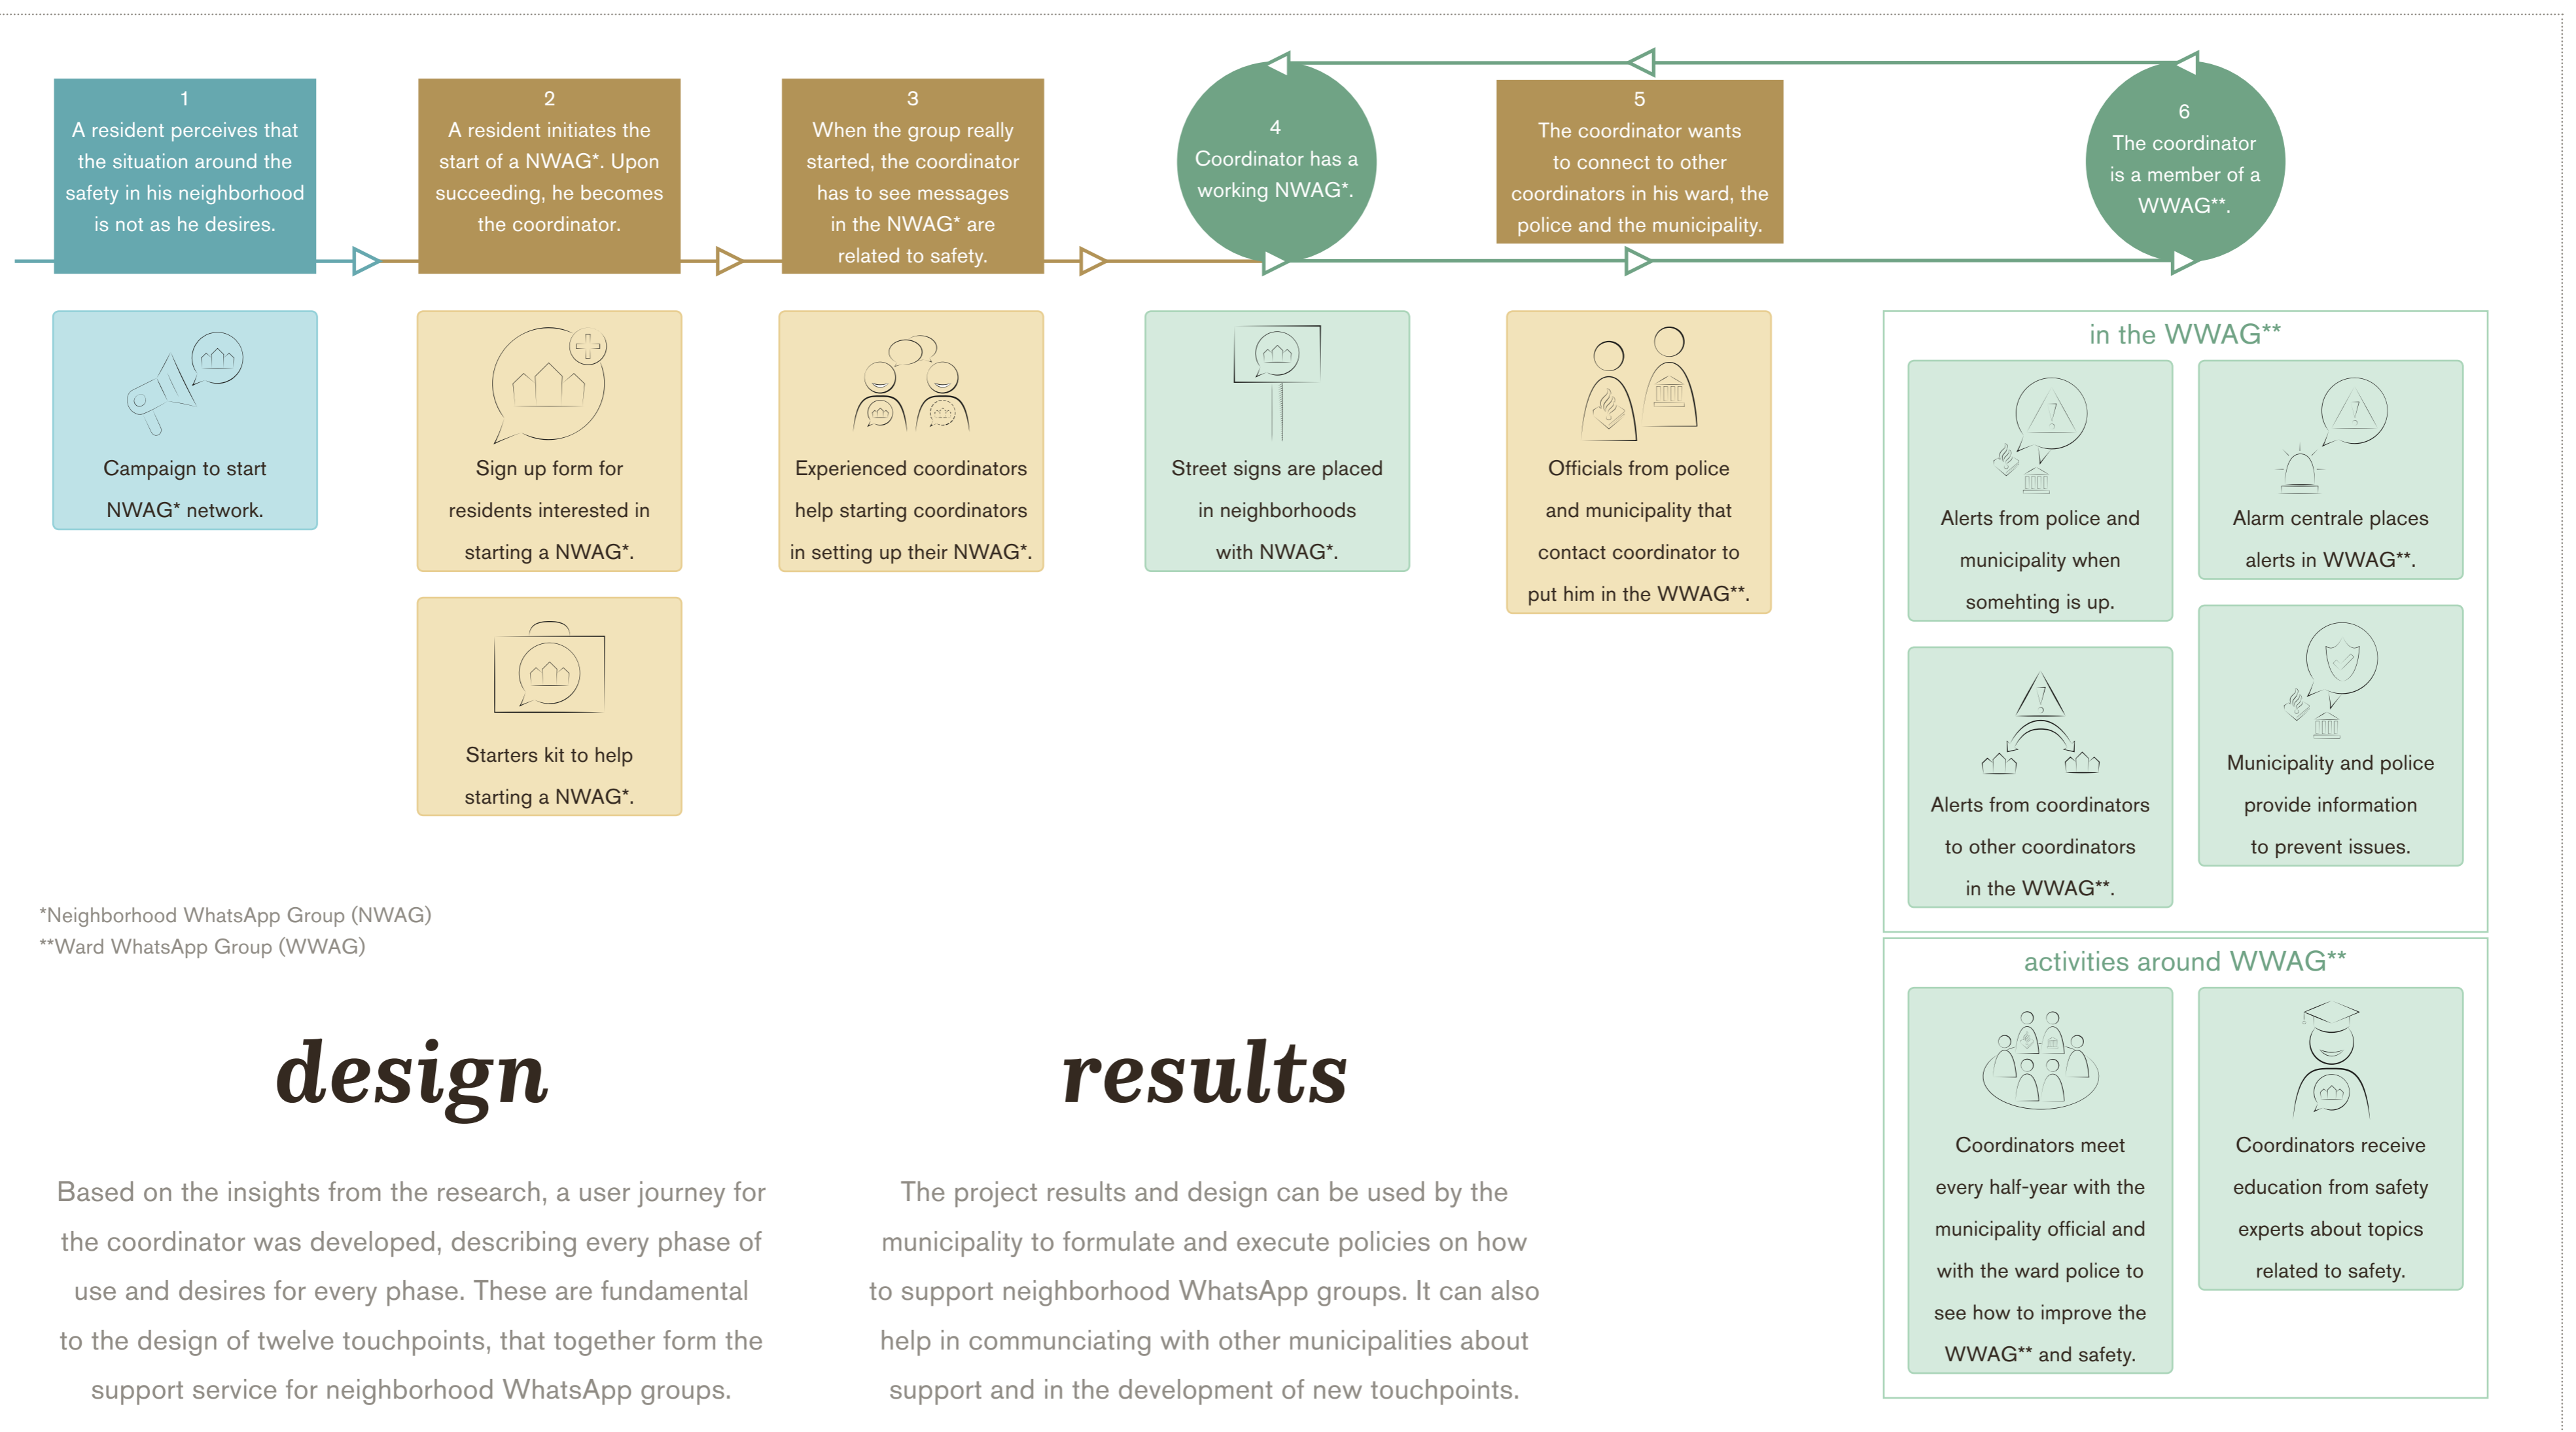 1
A resident perceives that
the situation around the
safety in his neighborhood
is not as he desires.
2
A resident initiates the
start of a NWAG*. Upon
succeeding, he becomes
the coordinator.
3
When the group really
started, the coordinator
has to see messages
in the NWAG* are
related to safety.
4
Coordinator has a
working NWAG*.
5
The coordinator wants
to connect to other
coordinators in his ward, the
police and the municipality.
6
The coordinator
is a member of a
WWAG**.
Campaign to start
NWAG* network.
Sign up form for
residents interested in
starting a NWAG*.
Starters kit to help
starting a NWAG*.
Experienced coordinators
help starting coordinators
in setting up their NWAG*.
Street signs are placed
in neighborhoods
with NWAG*.
Officials from police
and municipality that
contact coordinator to
put him in the WWAG**.
in the WWAG**
Alerts from police and
municipality when
somehting is up.
Alarm centrale places
alerts in WWAG**.
Alerts from coordinators
to other coordinators
in the WWAG**.
Municipality and police
provide information
to prevent issues.
activities around WWAG**
Coordinators meet
every half-year with the
municipality official and
with the ward police to
see how to improve the
WWAG** and safety.
Coordinators receive
education from safety
experts about topics
related to safety.
*Neighborhood WhatsApp Group (NWAG)
**Ward WhatsApp Group (WWAG)
design
Based on the insights from the research, a user journey for
the coordinator was developed, describing every phase of
use and desires for every phase. These are fundamental
to the design of twelve touchpoints, that together form the
support service for neighborhood WhatsApp groups.
results
The project results and design can be used by the
municipality to formulate and execute policies on how
to support neighborhood WhatsApp groups. It can also
help in communciating with other municipalities about
support and in the development of new touchpoints.